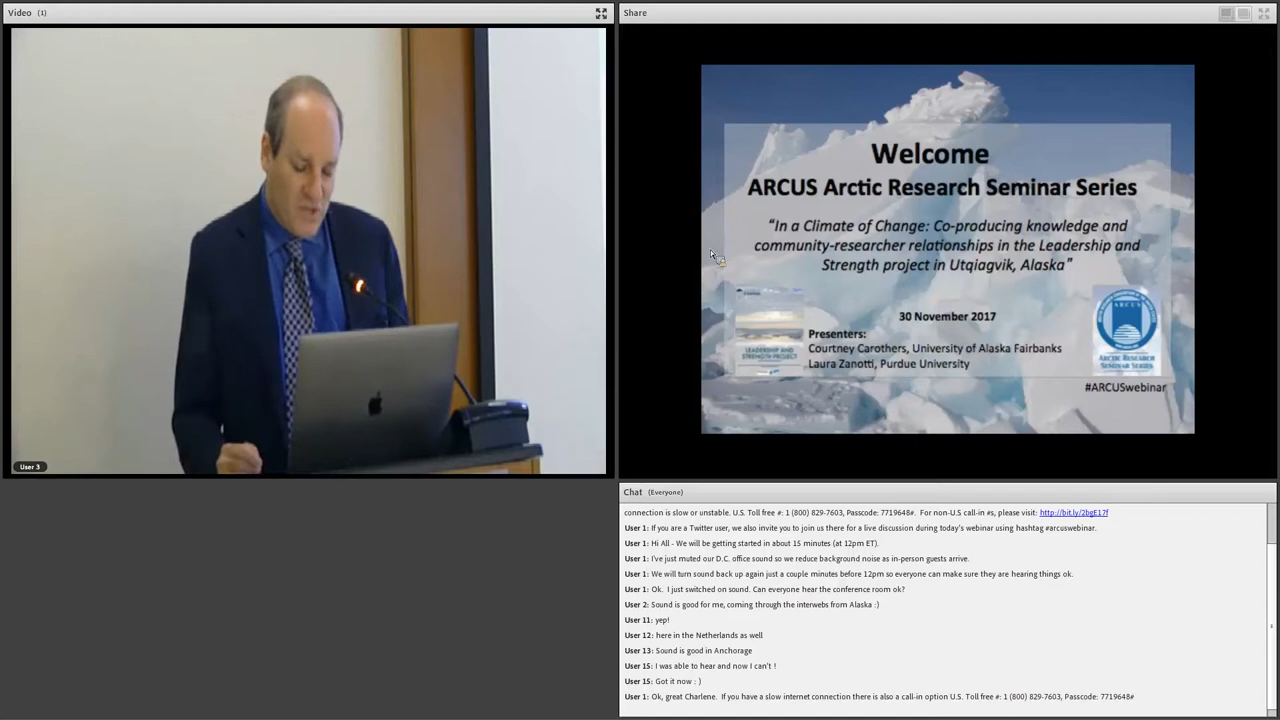 Video (1)
User 3
Share
Welcome
ARCUS Arctic Research Seminar Series
"In a Climate of Change: Co-producing knowledge and
community-researcher relationships in the Leadership and
Strength project in Utqiagvik, Alaska"
30 November 2017
Presenters:
Courtney Carothers, University of Alaska Fairbanks
Laura Zanotti, Purdue University
LEADERSHIP AND
STRENGTH PROJECT
ARCUS
ARCTIC RESEARCH
SEMINAR SERIES
#ARCUSwebinar
Chat (Everyone)
connection is slow or unstable. U.S. Toll free #: 1 (800) 829-7603, Passcode: 7719648#. For non-U.S call-in #s, please visit: http://bit.ly/2bgE17f
User 1: If you are a Twitter user, we also invite you to join us there for a live discussion during today's webinar using hashtag #arcuswebinar.
User 1: Hi All - We will be getting started in about 15 minutes (at 12pm ET).
User 1: I've just muted our D.C. office sound so we reduce background noise as in-person guests arrive.
User 1: We will turn sound back up again just a couple minutes before 12pm so everyone can make sure they are hearing things ok.
User 1: Ok. I just switched on sound. Can everyone hear the conference room ok?
User 2: Sound is good for me, coming through the interwebs from Alaska :)
User 11: yep!
User 12: here in the Netherlands as well
User 13: Sound is good in Anchorage
User 15: I was able to hear and now I can't !
User 15: Got it now : )
User 1: Ok, great Charlene. If you have a slow internet connection there is also a call-in option U.S. Toll free #: 1 (800) 829-7603, Passcode: 7719648#